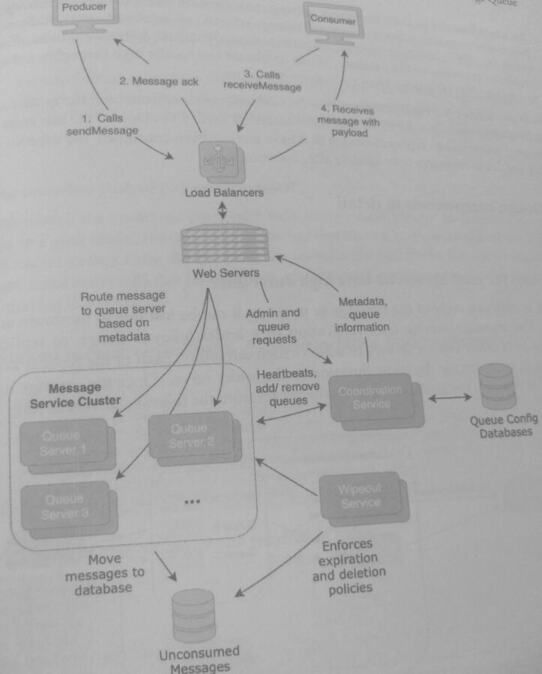 Queue
Producer
Consumer
2. Message ack
3. Calls
receiveMessage
1. Calls
sendMessage
4. Receives
message with
payload
Load Balancers
Web Servers
Route message
to queue server
based on
metadata
Admin and
queue
requests
Metadata,
queue
information
Message
Service Cluster
Heartbeats,
add/ remove
queues
Coordination
Service
Queue Config
Databases
Queue
Server 1
Queue
Server 2
Queue
Server 3
...
Wipeout
Service
Move
messages to
database
Enforces
expiration
and deletion
policies
Unconsumed
Messages